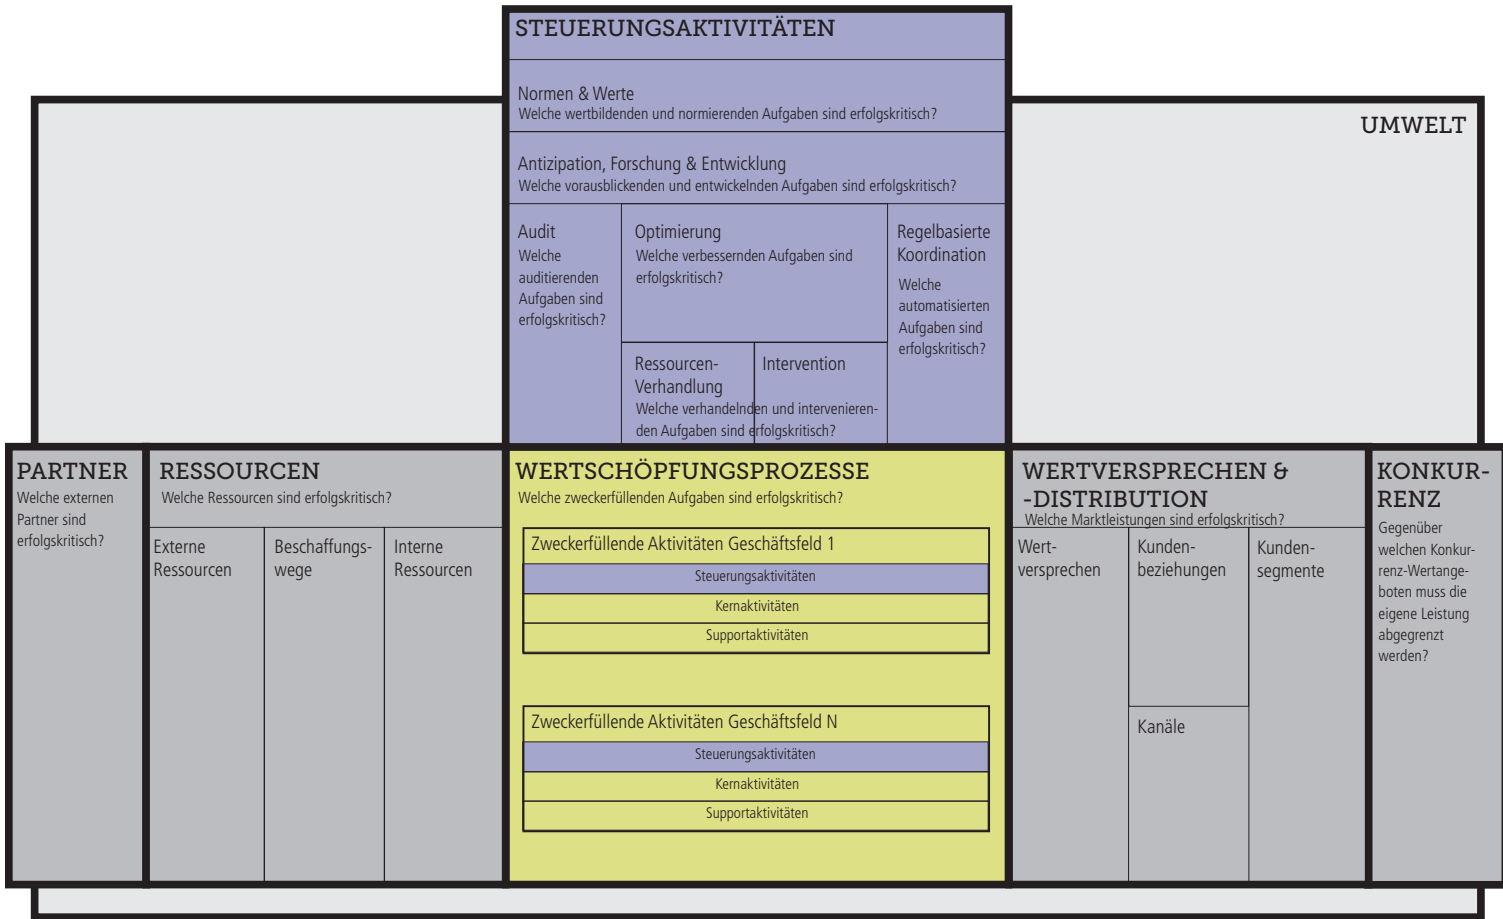 STEUERUNGSAKTIVITÄTEN
Normen & Werte
Welche wertbildenden und normierenden Aufgaben sind erfolgskritisch?
UMWELT
Antizipation, Forschung & Entwicklung
Welche vorausblickenden und entwickelnden Aufgaben sind erfolgskritisch?
Audit
Welche
auditierenden
Aufgaben sind
erfolgskritisch?
Optimierung
Welche verbessernden Aufgaben sind
erfolgskritisch?
Regelbasierte
Koordination
Welche
automatisierten
Aufgaben sind
erfolgskritisch?
Ressourcen-
Verhandlung
Intervention
Welche verhandelnden und intervenieren-
den Aufgaben sind erfolgskritisch?
PARTNER
Welche externen
Partner sind
erfolgskritisch?
RESSOURCEN
Welche Ressourcen sind erfolgskritisch?
Externe
Ressourcen
Beschaffungs-
wege
Interne
Ressourcen
WERTSCHÖPFUNGSPROZESSE
Welche zweckerfüllenden Aufgaben sind erfolgskritisch?
Zweckerfüllende Aktivitäten Geschäftsfeld 1
Steuerungsaktivitäten
Kernaktivitäten
Supportaktivitäten
Zweckerfüllende Aktivitäten Geschäftsfeld N
Steuerungsaktivitäten
Kernaktivitäten
Supportaktivitäten
WERTVERSPRECHEN &
-DISTRIBUTION
Welche Marktleistungen sind erfolgskritisch?
Wert-
versprechen
Kunden-
beziehungen
Kunden-
segmente
Kanäle
KONKUR-
RENZ
Gegenüber
welchen Konkur-
renz-Wertange-
boten muss die
eigene Leistung
abgegrenzt
werden?